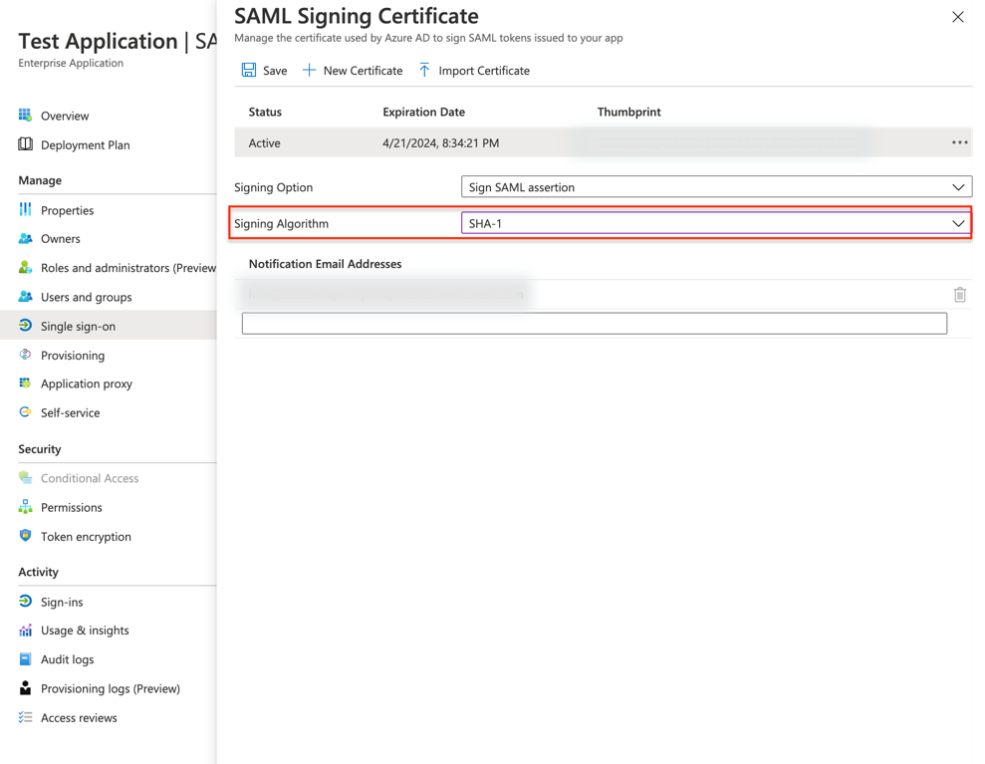 Test Application | SA
Enterprise Application
Overview
Deployment Plan
Manage
Properties
Owners
Roles and administrators (Preview
Users and groups
Single sign-on
Provisioning
Application proxy
Self-service
Security
Conditional Access
Permissions
Token encryption
Activity
Sign-ins
Usage & insights
Audit logs
Provisioning logs (Preview)
Access reviews
SAML Signing Certificate
Manage the certificate used by Azure AD to sign SAML tokens issued to your app
Save New Certificate Import Certificate
Status Expiration Date Thumbprint
Active 4/21/2024, 8:34:21 PM
Signing Option Sign SAML assertion
Signing Algorithm SHA-1
Notification Email Addresses